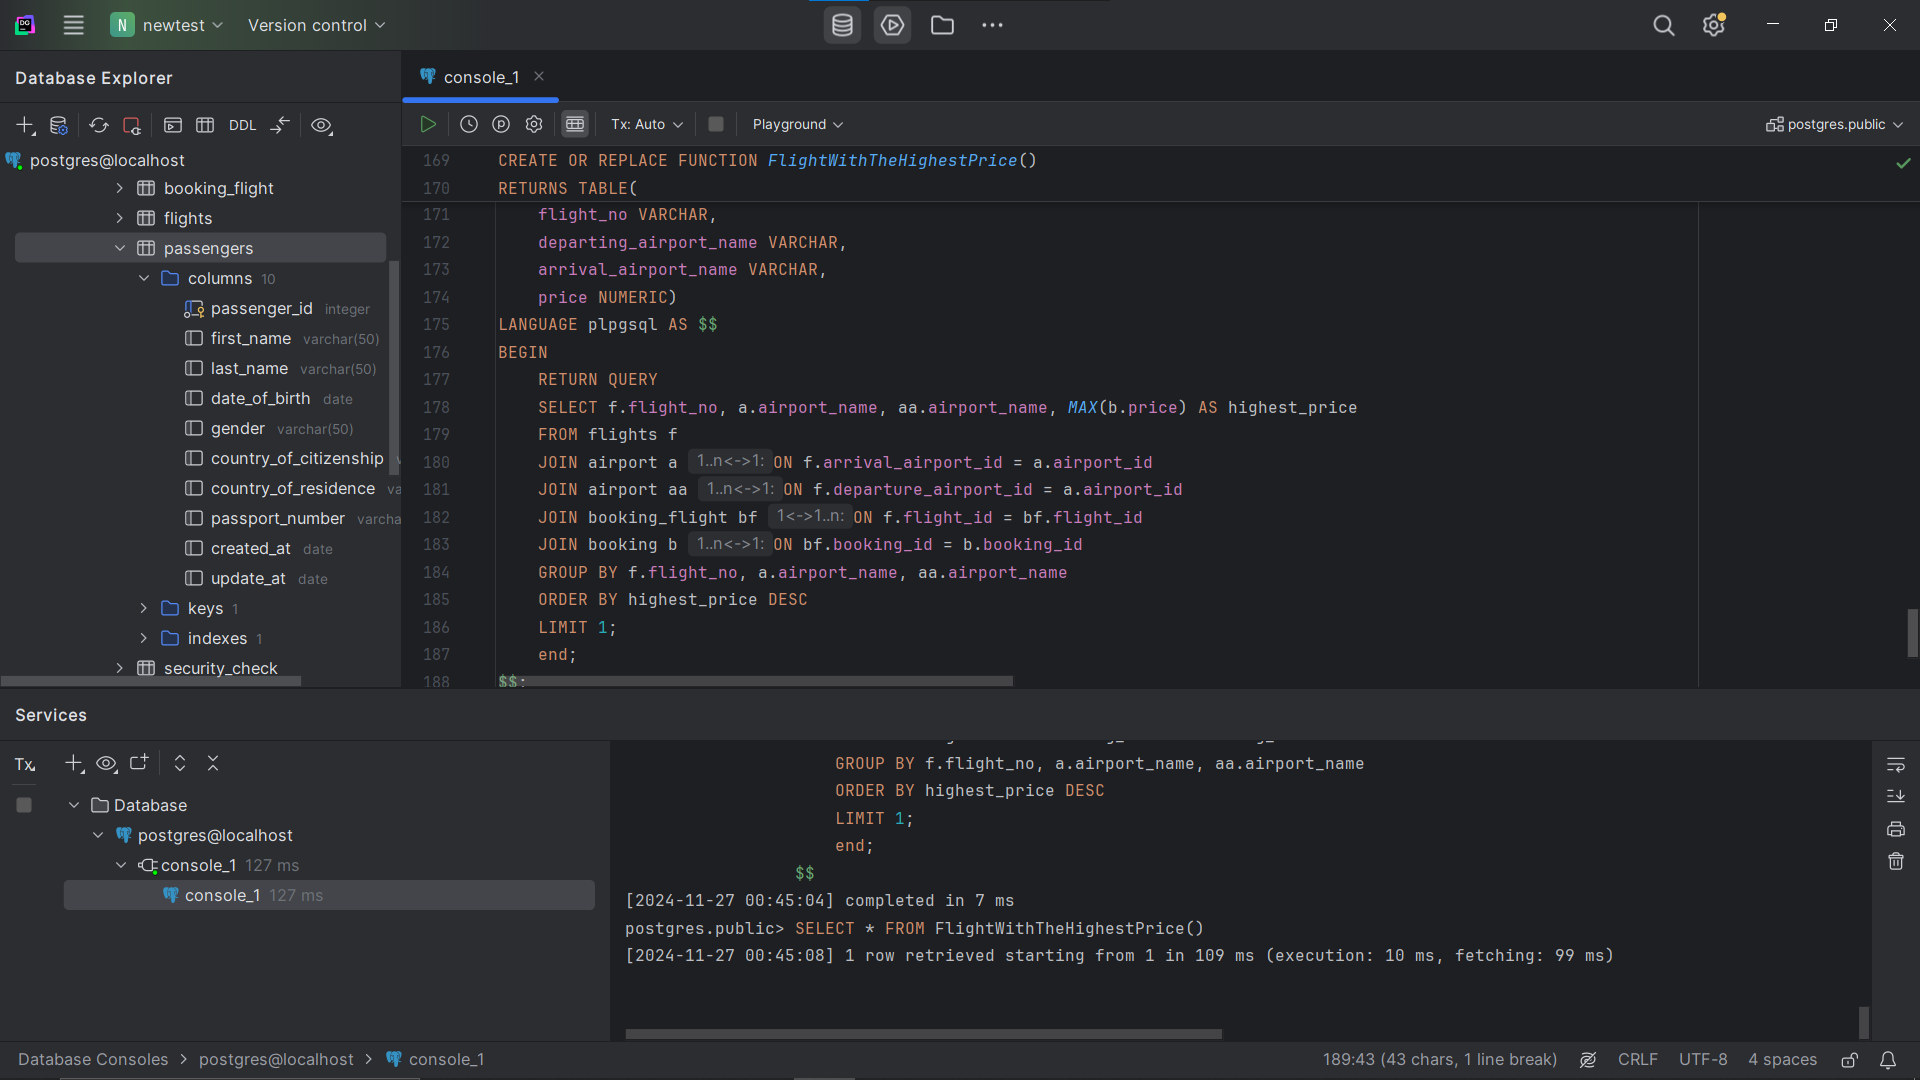 N newtest Version control
Database Explorer
console_1
DDL
Tx: Auto Playground postgres.public
postgres@localhost
booking_flight
flights
passengers
columns 10
passenger_id integer
first_name varchar(50)
last_name varchar(50)
date_of_birth date
gender varchar(50)
country_of_citizenship
country_of_residence va
passport_number varcha
created_at date
update_at date
keys 1
indexes 1
security_check
169 CREATE OR REPLACE FUNCTION FlightWithTheHighestPrice()
170 RETURNS TABLE(
171 flight_no VARCHAR,
172 departing_airport_name VARCHAR,
173 arrival_airport_name VARCHAR,
174 price NUMERIC)
175 LANGUAGE plpgsql AS $$
176 BEGIN
177 RETURN QUERY
178 SELECT f.flight_no, a.airport_name, aa.airport_name, MAX(b.price) AS highest_price
179 FROM flights f
180 JOIN airport a 1..n<->1: ON f.arrival_airport_id = a.airport_id
181 JOIN airport aa 1..n<->1: ON f.departure_airport_id = a.airport_id
182 JOIN booking_flight bf 1<->1..n: ON f.flight_id = bf.flight_id
183 JOIN booking b 1..n<->1: ON bf.booking_id = b.booking_id
184 GROUP BY f.flight_no, a.airport_name, aa.airport_name
185 ORDER BY highest_price DESC
186 LIMIT 1;
187 end;
188 $$;
Services
Tx
Database
postgres@localhost
console_1 127 ms
console_1 127 ms
GROUP BY f.flight_no, a.airport_name, aa.airport_name
ORDER BY highest_price DESC
LIMIT 1;
end;
$$
[2024-11-27 00:45:04] completed in 7 ms
postgres.public> SELECT * FROM FlightWithTheHighestPrice()
[2024-11-27 00:45:08] 1 row retrieved starting from 1 in 109 ms (execution: 10 ms, fetching: 99 ms)
Database Consoles > postgres@localhost > console_1
189:43 (43 chars, 1 line break) CRLF UTF-8 4 spaces